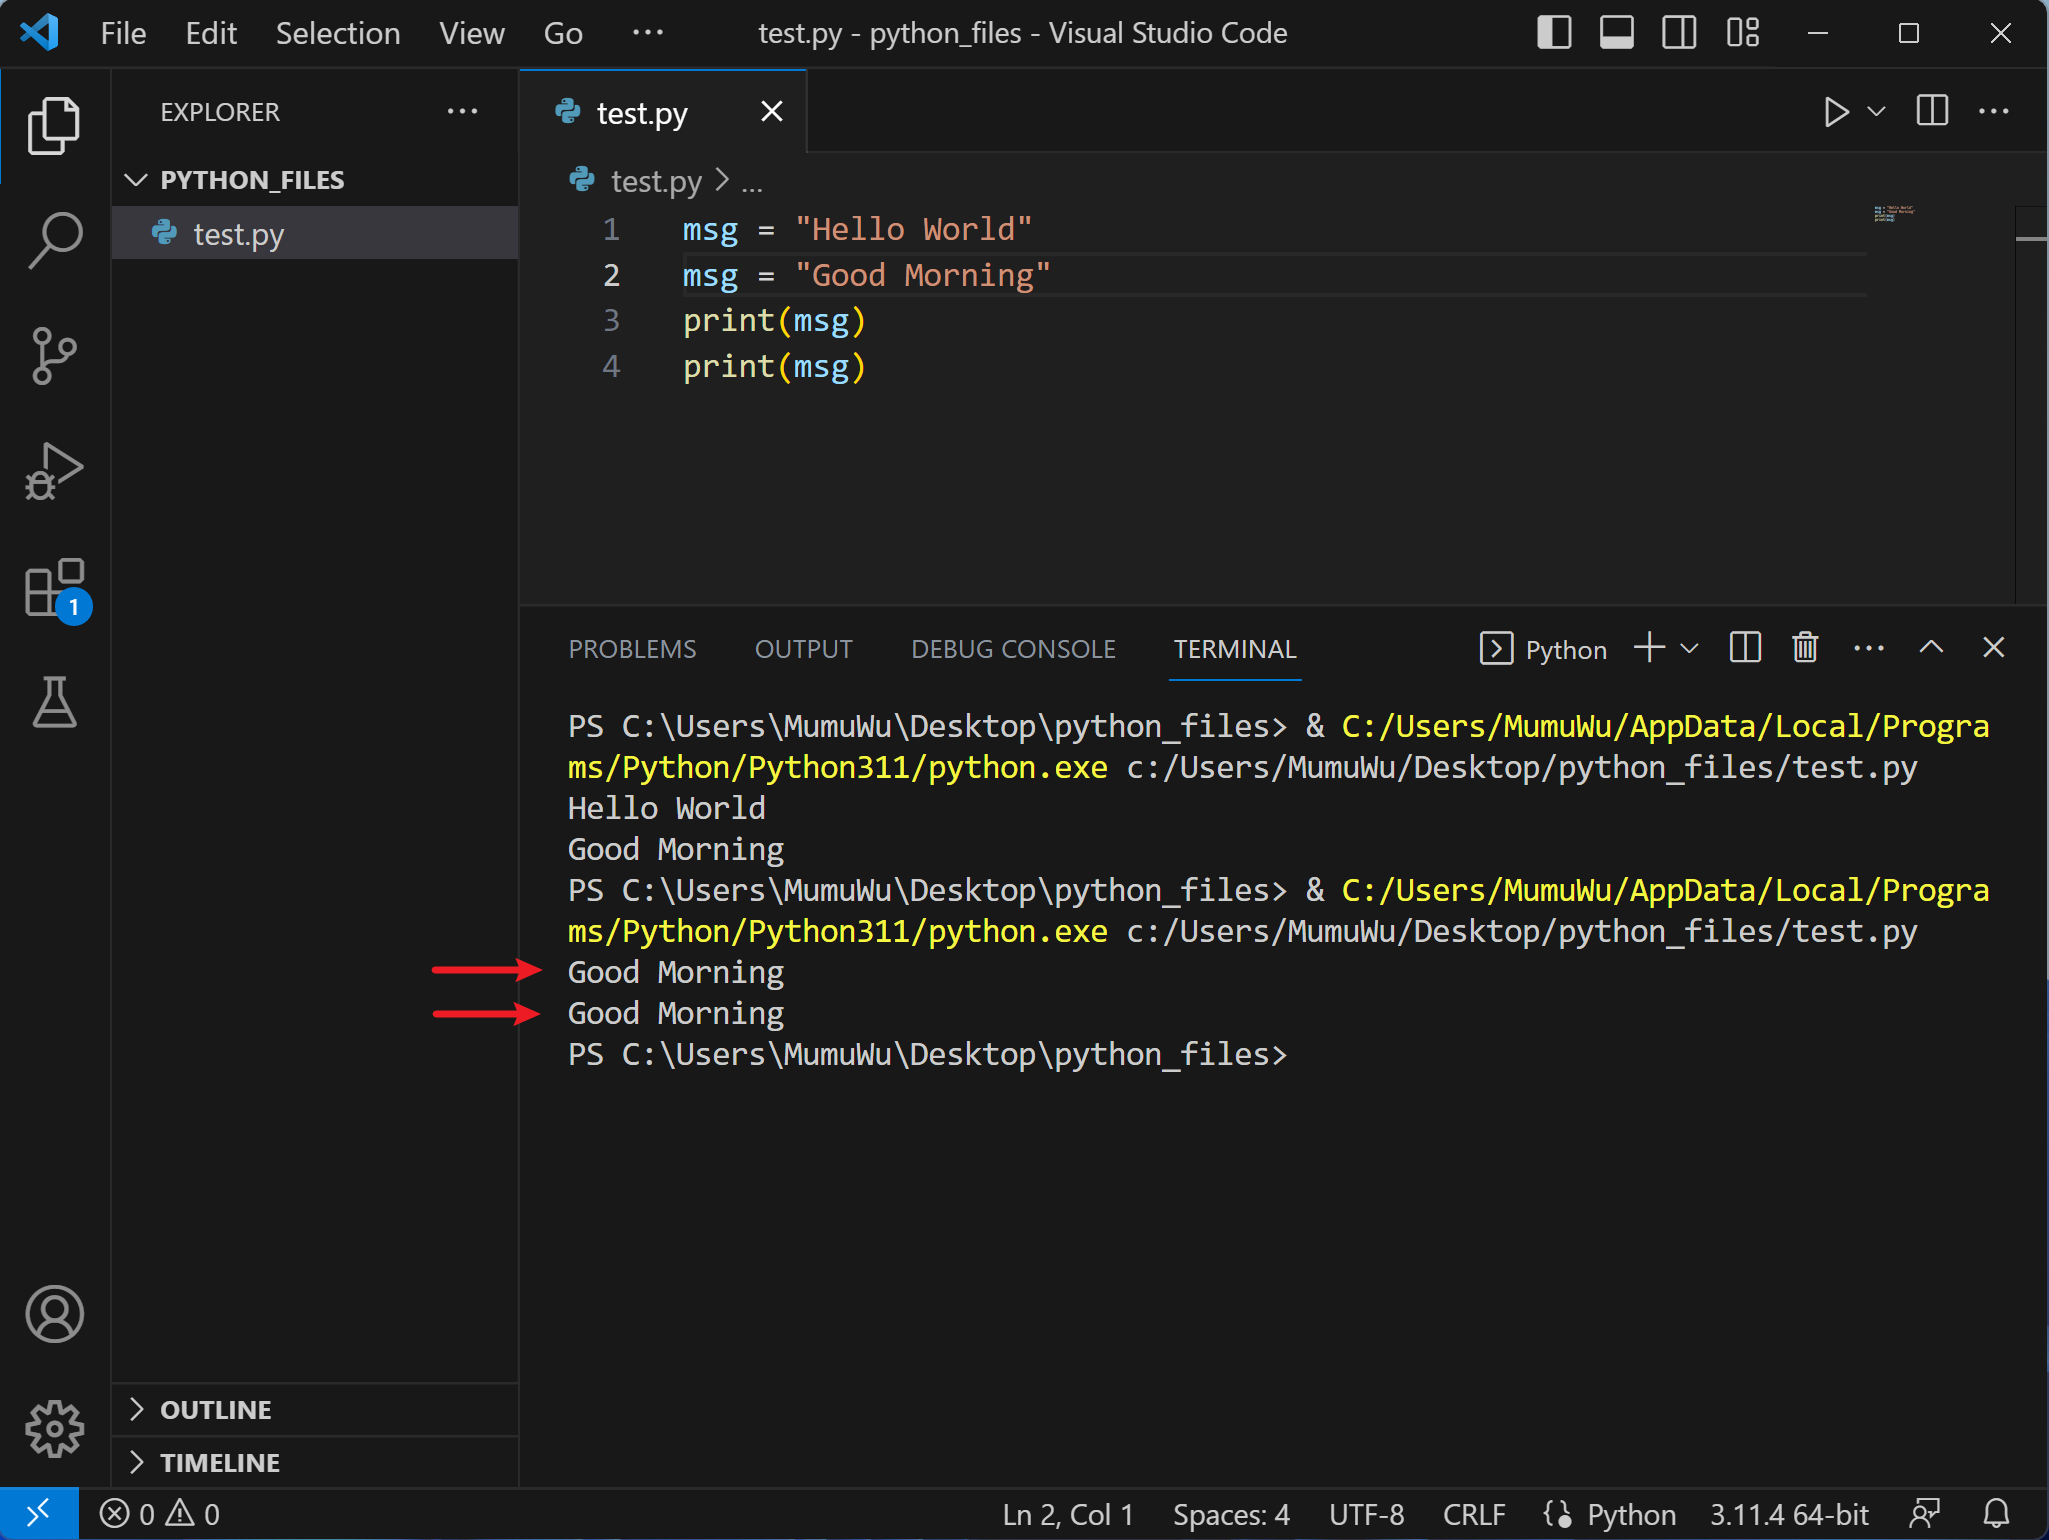 File Edit Selection View Go ··· test.py - python_files - Visual Studio Code
EXPLORER ···
PYTHON_FILES
test.py
test.py
test.py > ...
1 msg = "Hello World"
2 msg = "Good Morning"
3 print(msg)
4 print(msg)
PROBLEMS OUTPUT DEBUG CONSOLE TERMINAL Python
PS C:\Users\MumuWu\Desktop\python_files> & C:/Users/MumuWu/AppData/Local/Progra
ms/Python/Python311/python.exe c:/Users/MumuWu/Desktop/python_files/test.py
Hello World
Good Morning
PS C:\Users\MumuWu\Desktop\python_files> & C:/Users/MumuWu/AppData/Local/Progra
ms/Python/Python311/python.exe c:/Users/MumuWu/Desktop/python_files/test.py
Good Morning
Good Morning
PS C:\Users\MumuWu\Desktop\python_files>
1
OUTLINE
TIMELINE
0 0 Ln 2, Col 1 Spaces: 4 UTF-8 CRLF Python 3.11.4 64-bit